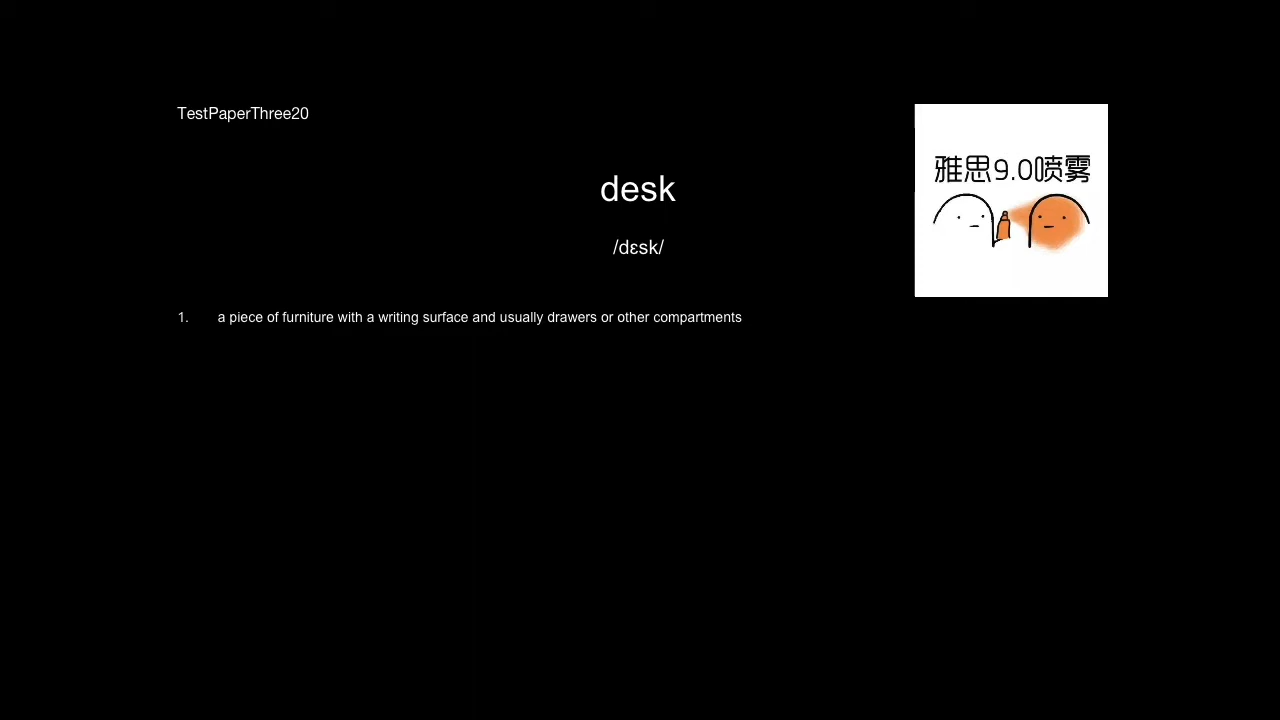 TestPaperThree20
雅思9.0喷雾
desk
/dɛsk/
1. a piece of furniture with a writing surface and usually drawers or other compartments